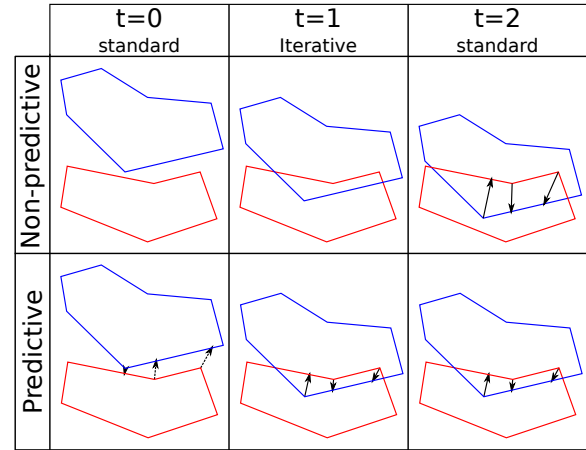 t=0
standard
t=1
Iterative
t=2
standard
Non-predictive
Predictive